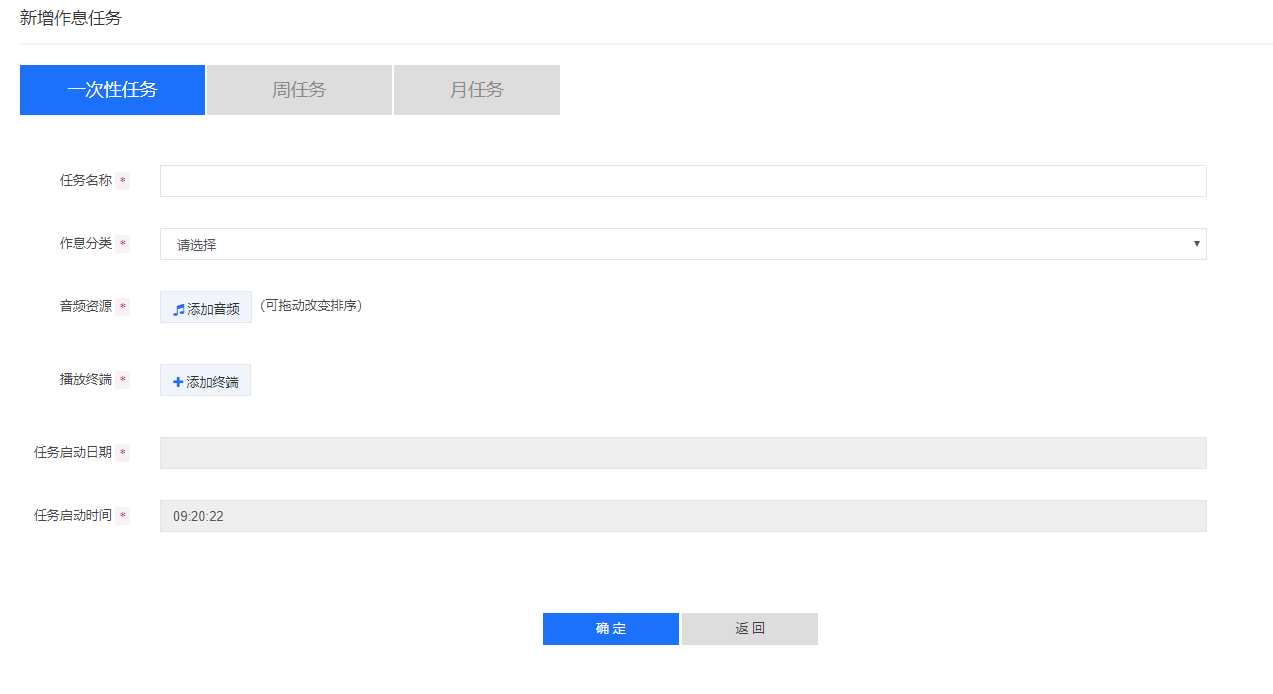 新增作息任务
一次性任务 周任务 月任务
任务名称 *
作息分类 * 请选择
音频资源 * 添加音频 (可拖动改变排序)
播放终端 * 添加终端
任务启动日期 *
任务启动时间 * 09:20:22
确 定 返 回